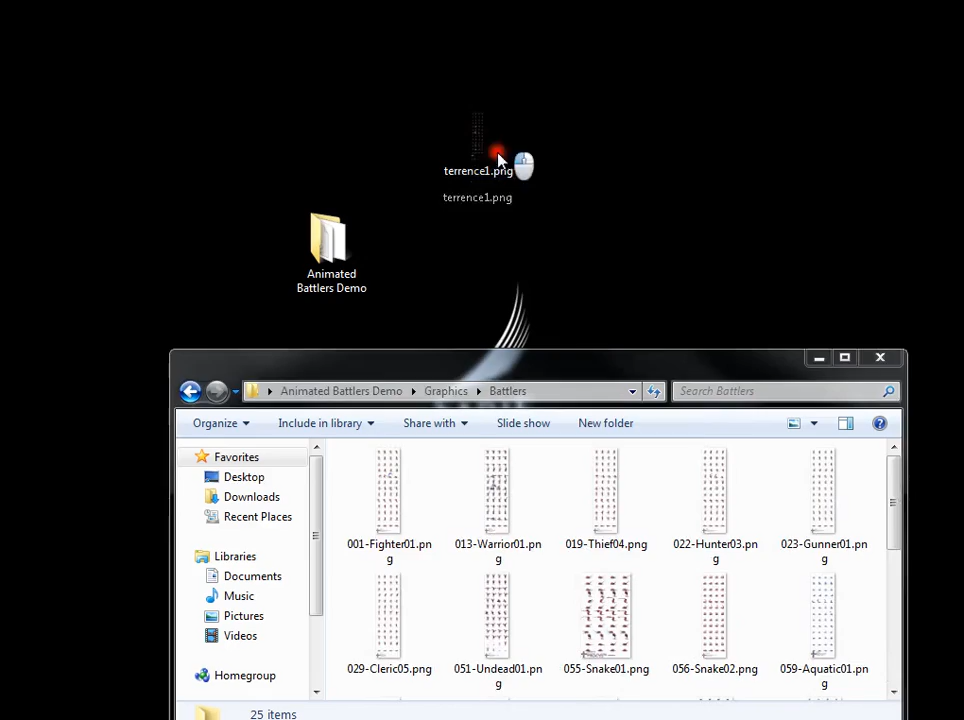 terrence1.png
terrence1.png
Animated
Battlers Demo
Animated Battlers Demo
Graphics
Battlers
Search Battlers
Organize
Include in library
Share with
Slide show
New folder
Favorites
Desktop
Downloads
Recent Places
Libraries
Documents
Music
Pictures
Videos
Homegroup
001-Fighter01.pn
g
013-Warrior01.pn
g
019-Thief04.png
022-Hunter03.pn
g
023-Gunner01.pn
g
029-Cleric05.png
051-Undead01.pn
g
055-Snake01.png
056-Snake02.png
059-Aquatic01.pn
g
25 items